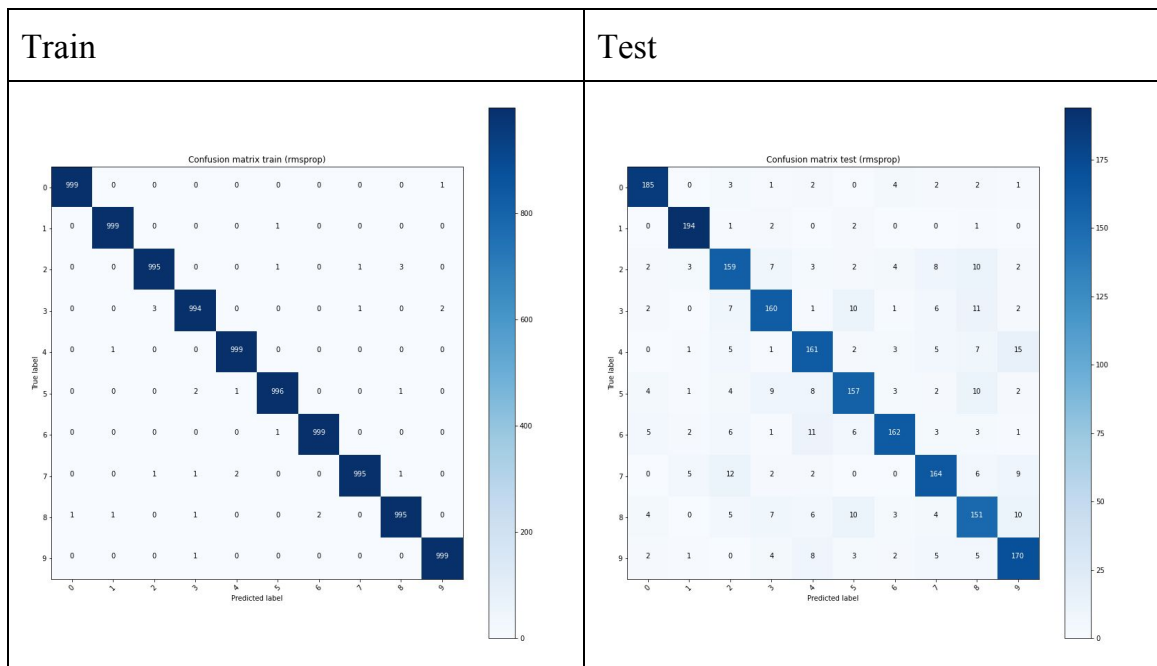 Train
Test
Confusion matrix train (rmsprop)
0 999 0 0 0 0 0 0 0 0 1
1 0 999 0 0 0 1 0 0 0 0
2 0 0 995 0 0 1 0 1 3 0
3 0 0 3 994 0 0 0 1 0 2
4 0 1 0 0 999 0 0 0 0 0
5 0 0 0 2 1 996 0 0 1 0
6 0 0 0 0 0 1 999 0 0 0
7 0 0 1 1 2 0 0 995 1 0
8 1 1 0 1 0 0 2 0 995 0
9 0 0 0 1 0 0 0 0 0 999
0 1 2 3 4 5 6 7 8 9
True label
Predicted label
800
600
400
200
0
Confusion matrix test (rmsprop)
0 185 0 3 1 2 0 4 2 2 1
1 0 194 1 2 0 2 0 0 1 0
2 2 3 159 7 3 2 4 8 10 2
3 2 0 7 160 1 10 1 6 11 2
4 0 1 5 1 161 2 3 5 7 15
5 4 1 4 9 8 157 3 2 10 2
6 5 2 6 1 11 6 162 3 3 1
7 0 5 12 2 2 0 0 164 6 9
8 4 0 5 7 6 10 3 4 151 10
9 2 1 0 4 8 3 2 5 5 170
0 1 2 3 4 5 6 7 8 9
True label
Predicted label
175
150
125
100
75
50
25
0